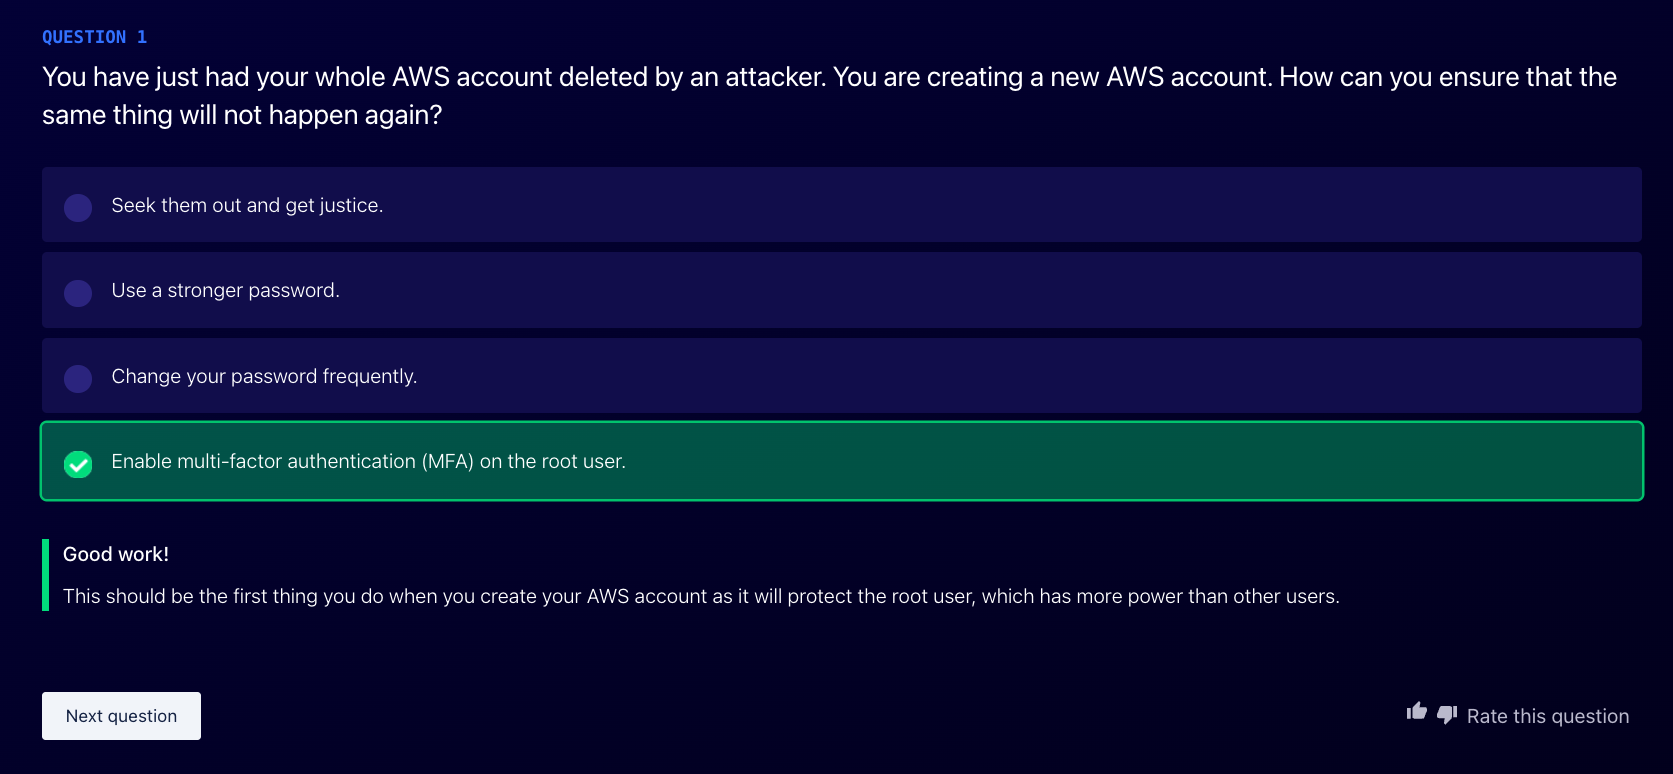 QUESTION 1
You have just had your whole AWS account deleted by an attacker. You are creating a new AWS account. How can you ensure that the
same thing will not happen again?
Seek them out and get justice.
Use a stronger password.
Change your password frequently.
Enable multi-factor authentication (MFA) on the root user.
Good work!
This should be the first thing you do when you create your AWS account as it will protect the root user, which has more power than other users.
Next question
Rate this question